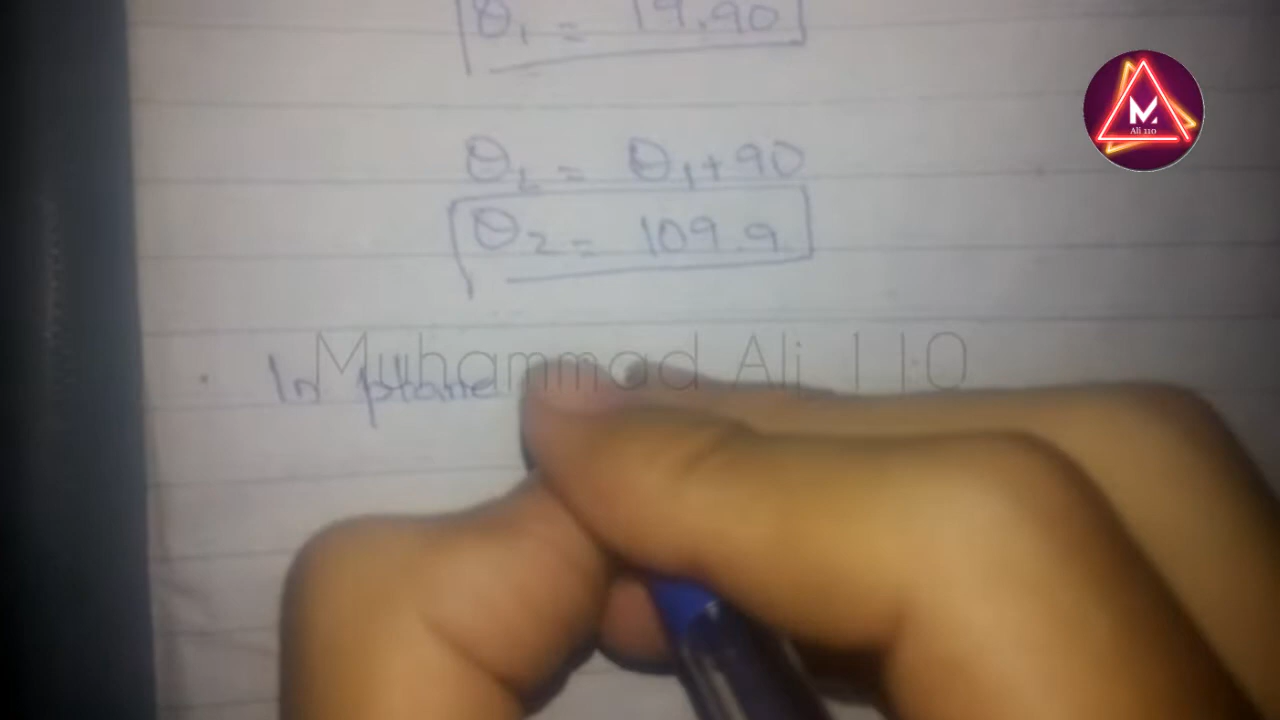 θ₁ = 19.90
M
Ali 110
θ₂ = θ₁+90
θ₂ = 109.9
Muhammad Ali 110
. In plane